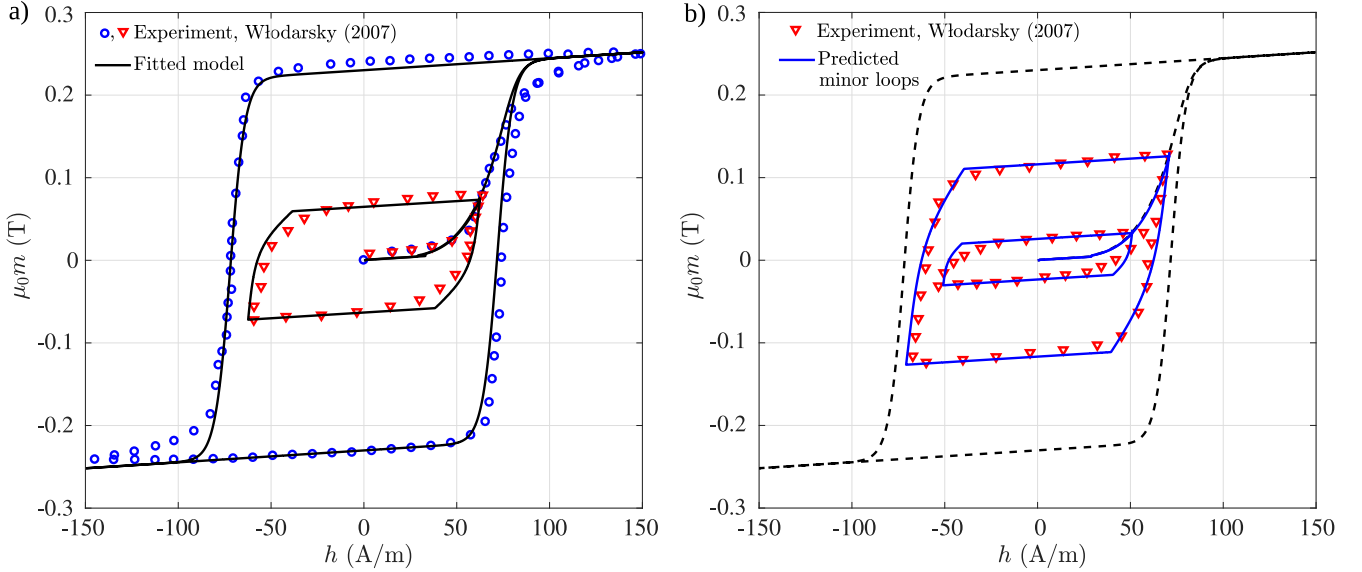 a)
Experiment, Włodarsky (2007)
Fitted model
0.3
0.2
0.1
0
-0.1
-0.2
-0.3
μ₀m (T)
-150
-100
-50
0
50
100
150
h (A/m)
b)
Experiment, Włodarsky (2007)
Predicted
minor loops
0.3
0.2
0.1
0
-0.1
-0.2
-0.3
μ₀m (T)
-150
-100
-50
0
50
100
150
h (A/m)